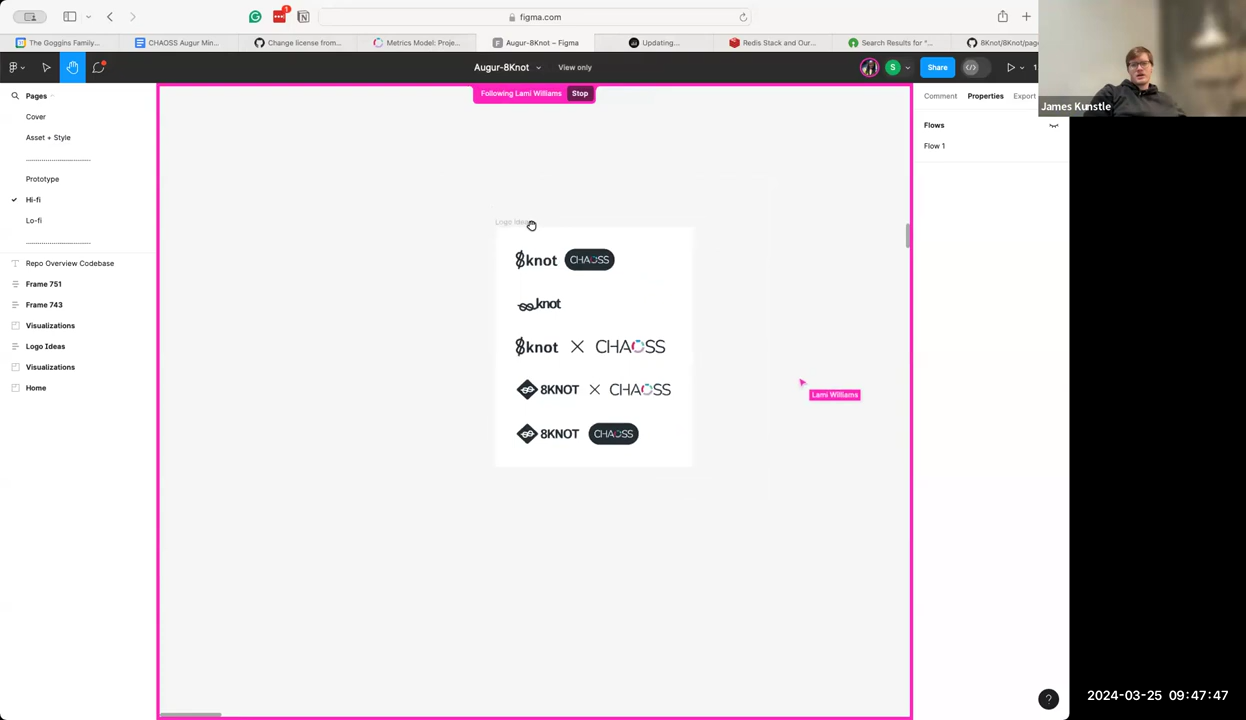 figma.com
The Goggins Family...
CHAOSS Augur Min...
Change license from...
Metrics Model: Proje...
Augur-8Knot – Figma
Updating...
Redis Stack and Our...
Search Results for "...
8Knot/8Knot/page
Augur-8Knot
View only
S
Share
1
James Kunstle
Following Lami Williams
Stop
Pages
Cover
Asset + Style
Prototype
Hi-fi
Lo-fi
Repo Overview Codebase
Frame 751
Frame 743
Visualizations
Logo Ideas
Visualizations
Home
Comment
Properties
Export
Flows
Flow 1
Logo Ideas
8knot CHAOSS
knot
8knot X CHAOSS
8KNOT X CHAOSS
8KNOT CHAOSS
Lami Williams
?
2024-03-25 09:47:47